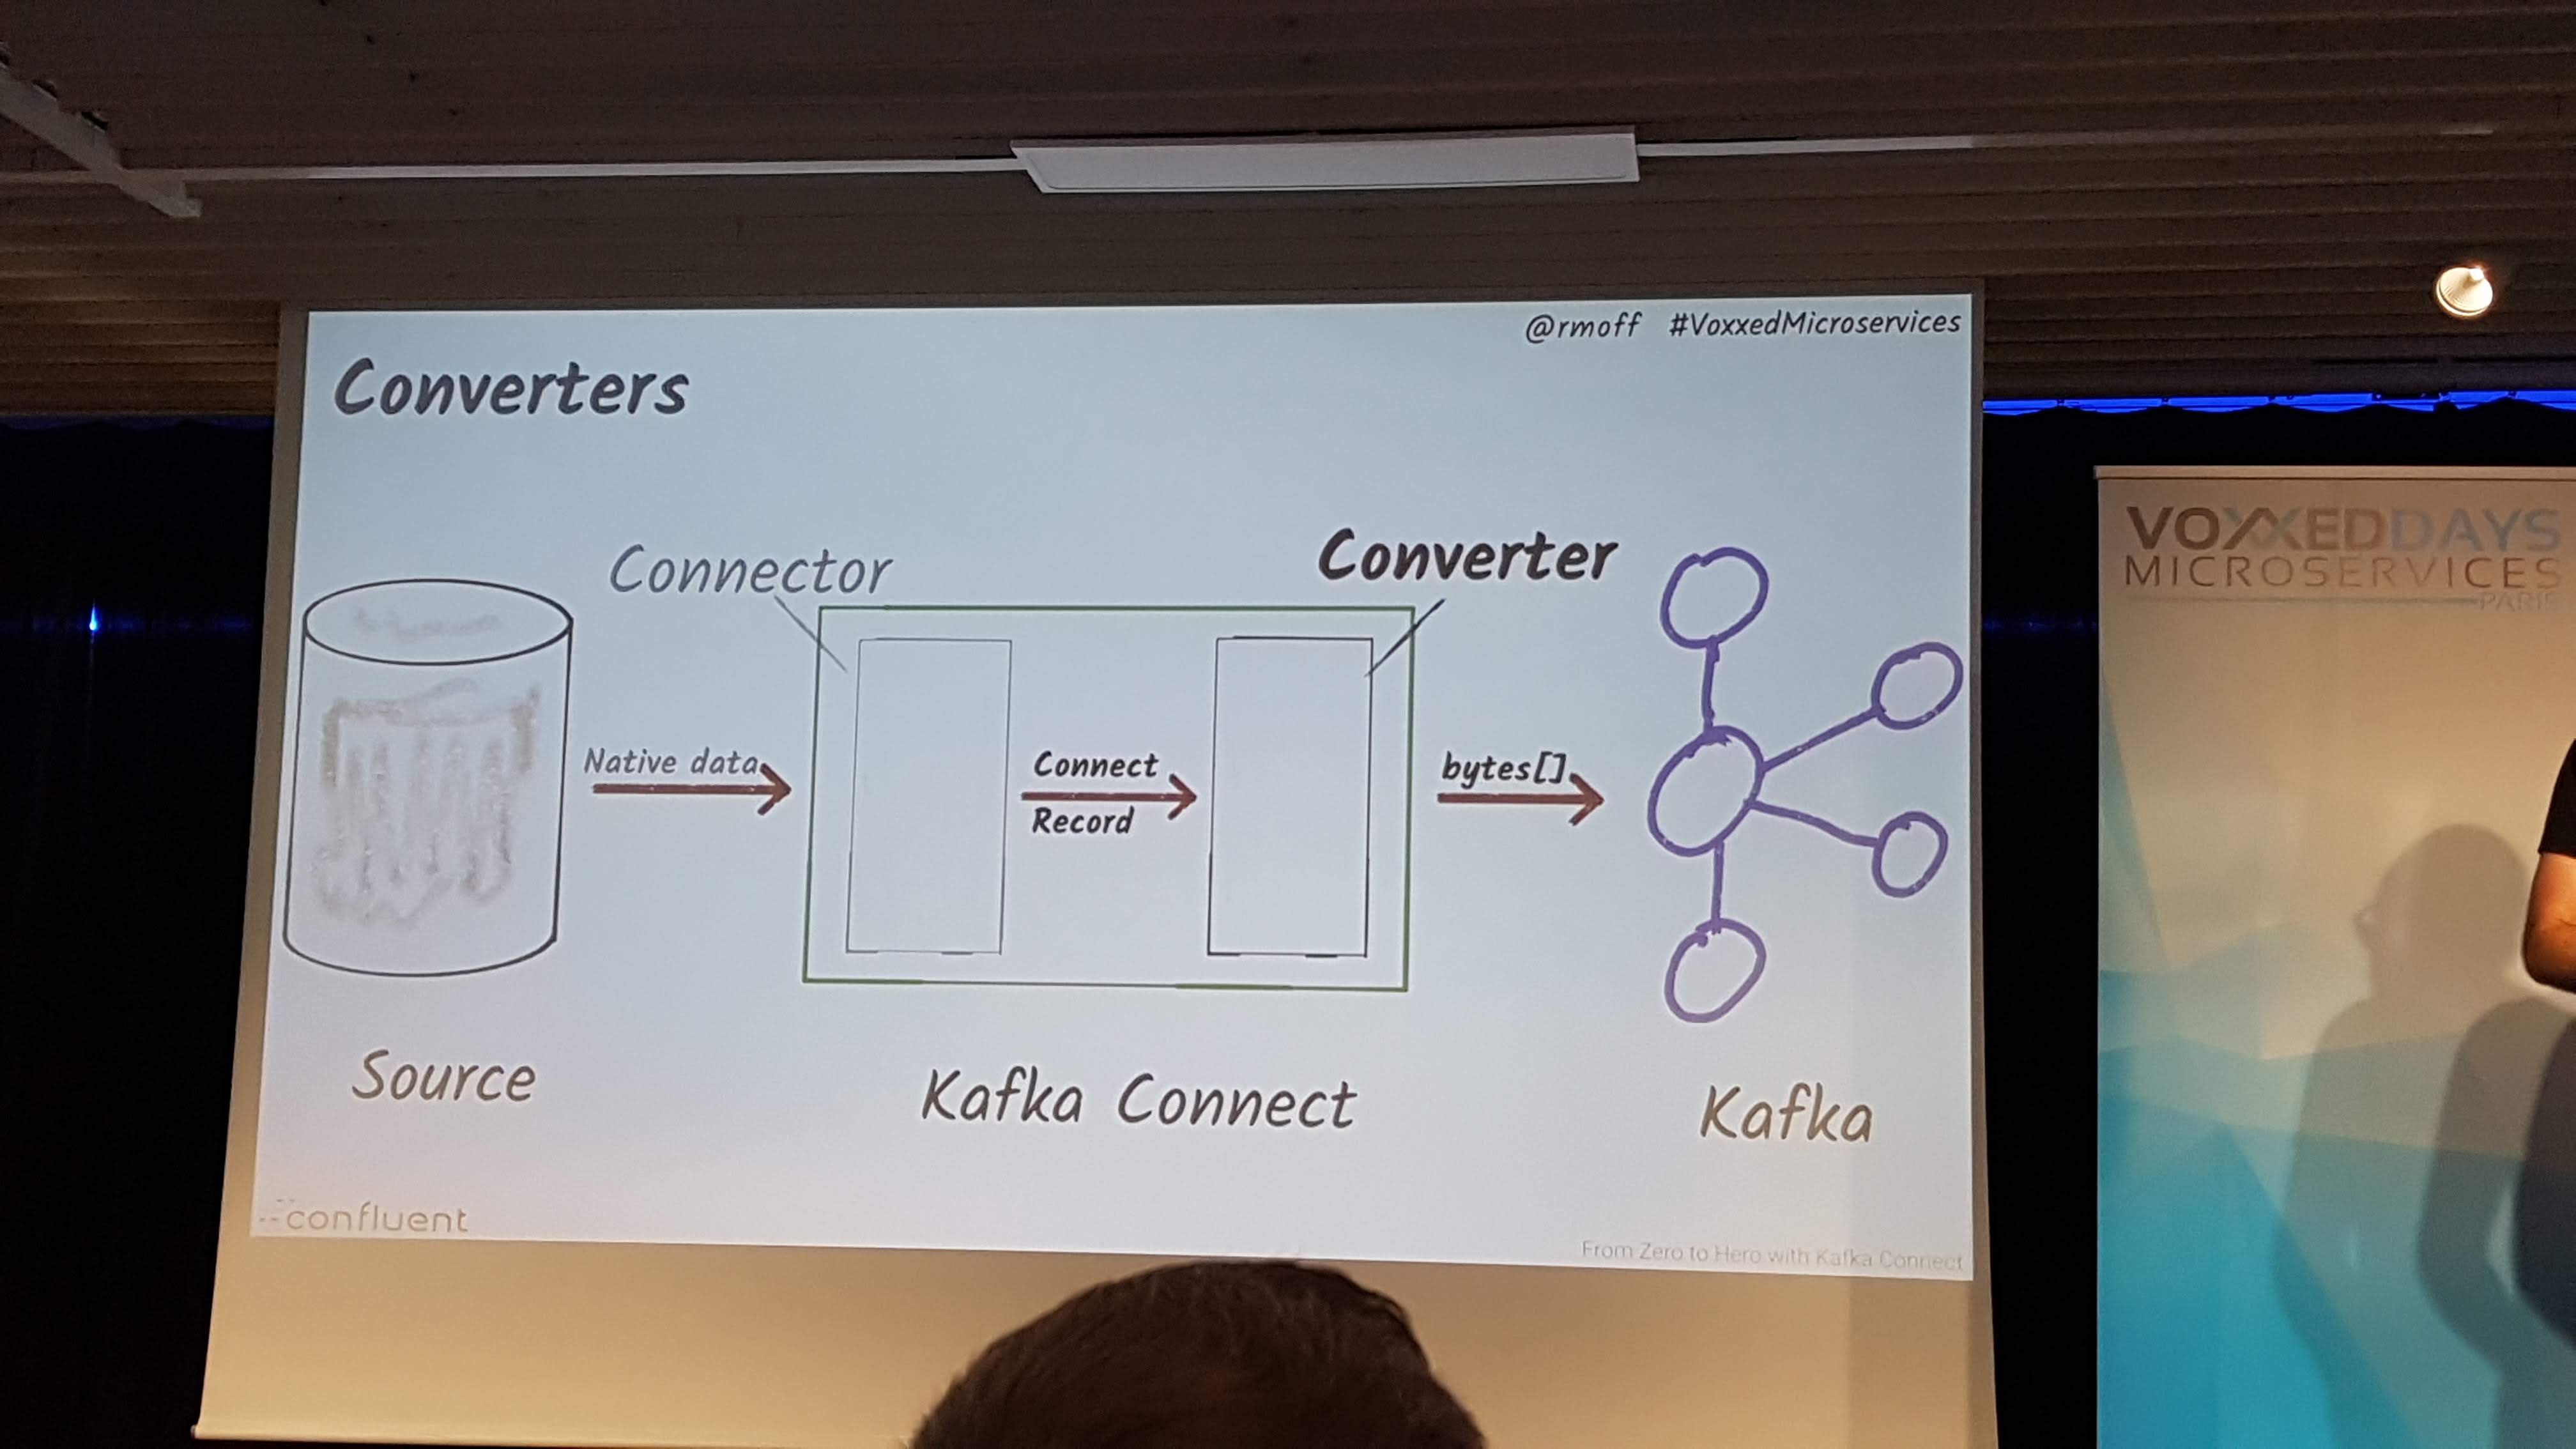 @rmoff #VoxxedMicroservices
Converters
Connector
Converter
Native data
Connect
Record
bytes[]
Source
Kafka Connect
Kafka
confluent
From Zero to Hero with Kafka Connect
VOXXEDDAYS
MICROSERVICES
PARIS